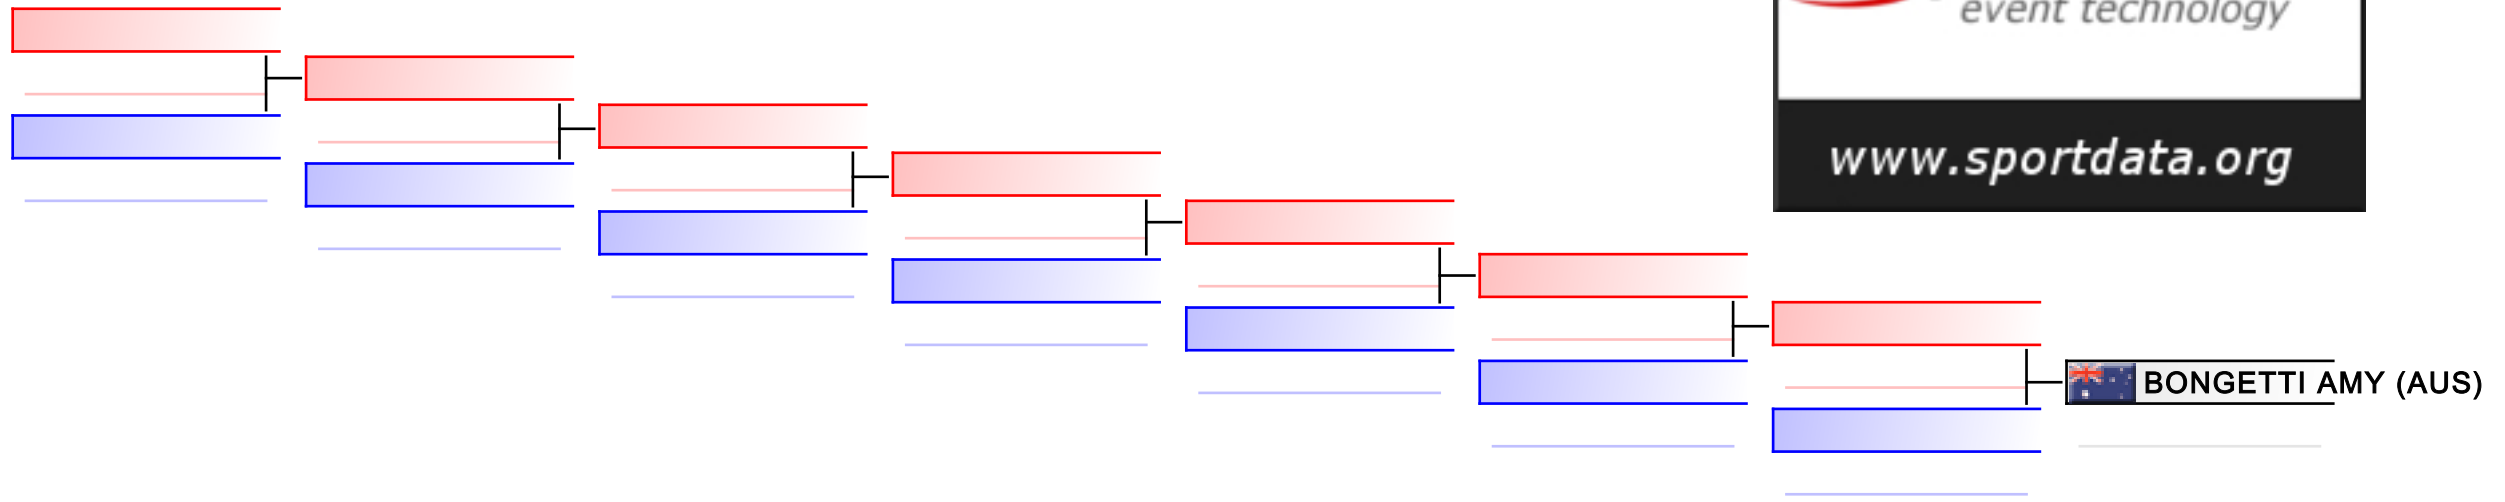 event technology
www.sportdata.org
BONGETTI AMY (AUS)